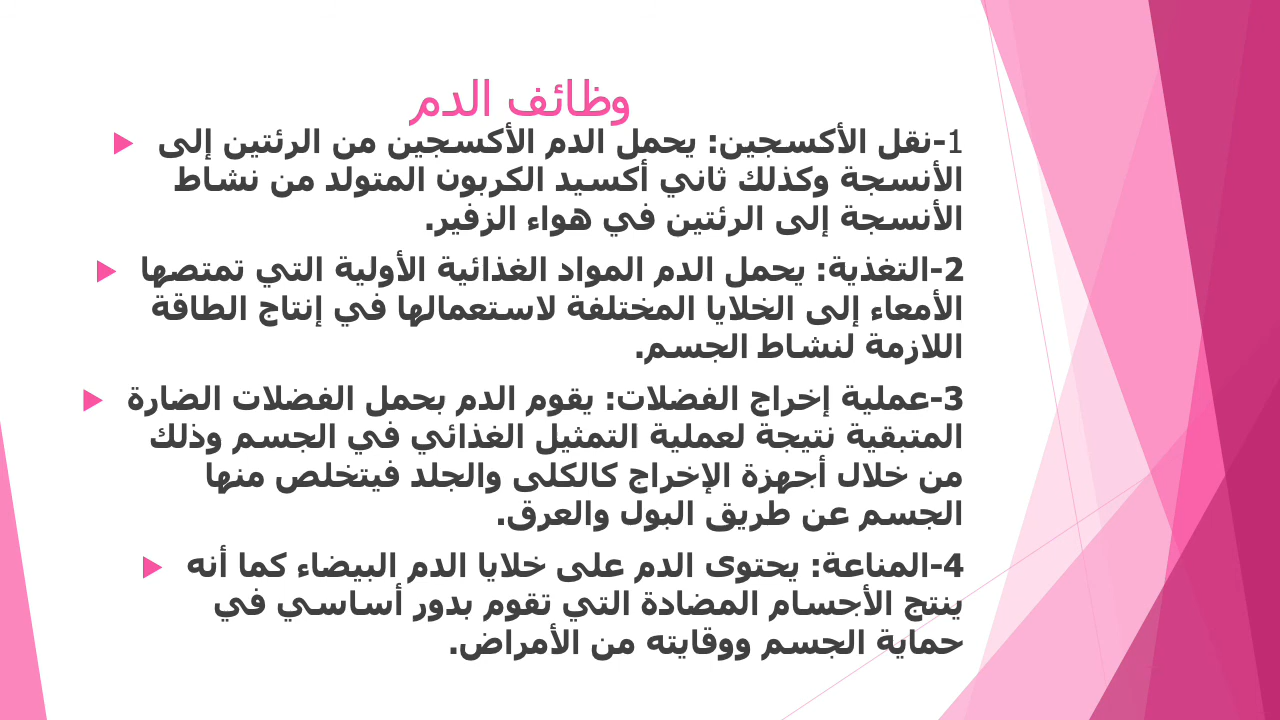 وظائف الدم
1-نقل الأكسجين: يحمل الدم الأكسجين من الرئتين إلى
الأنسجة وكذلك ثاني أكسيد الكربون المتولد من نشاط
الأنسجة إلى الرئتين في هواء الزفير.
2-التغذية: يحمل الدم المواد الغذائية الأولية التي تمتصها
الأمعاء إلى الخلايا المختلفة لاستعمالها في إنتاج الطاقة
اللازمة لنشاط الجسم.
3-عملية إخراج الفضلات: يقوم الدم بحمل الفضلات الضارة
المتبقية نتيجة لعملية التمثيل الغذائي في الجسم وذلك
من خلال أجهزة الإخراج كالكلى والجلد فيتخلص منها
الجسم عن طريق البول والعرق.
4-المناعة: يحتوى الدم على خلايا الدم البيضاء كما أنه
ينتج الأجسام المضادة التي تقوم بدور أساسي في
حماية الجسم ووقايته من الأمراض.